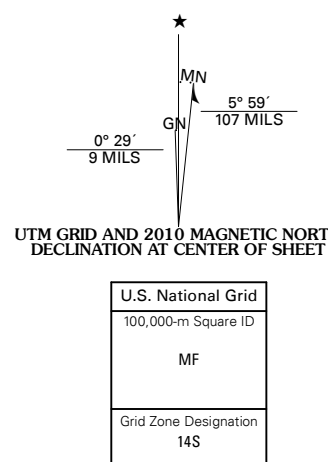 MN
GN
5° 59´
107 MILS
0° 29´
9 MILS
UTM GRID AND 2010 MAGNETIC NORT
DECLINATION AT CENTER OF SHEET
U.S. National Grid
100,000-m Square ID
MF
Grid Zone Designation
14S